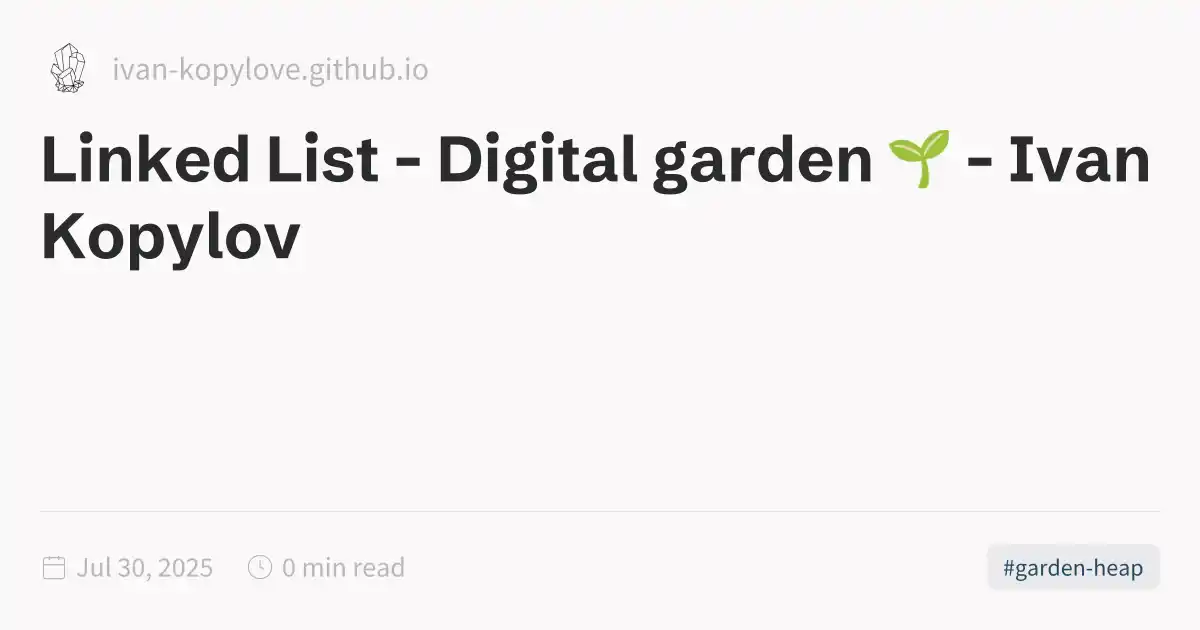 ivan-kopylove.github.io
Linked List - Digital garden 🌱 - Ivan
Kopylov
Jul 30, 2025 0 min read #garden-heap